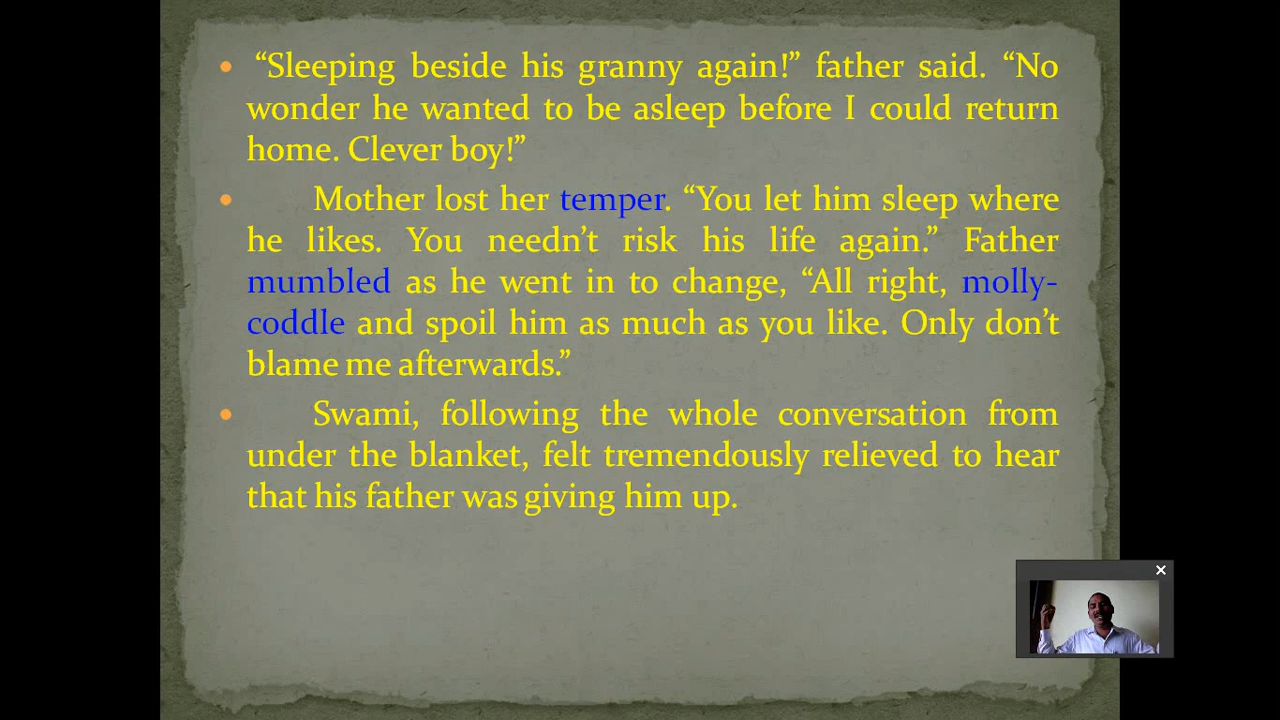 • “Sleeping beside his granny again!” father said. “No
wonder he wanted to be asleep before I could return
home. Clever boy!”
• Mother lost her temper. “You let him sleep where
he likes. You needn’t risk his life again.” Father
mumbled as he went in to change, “All right, molly-
coddle and spoil him as much as you like. Only don’t
blame me afterwards.”
• Swami, following the whole conversation from
under the blanket, felt tremendously relieved to hear
that his father was giving him up.